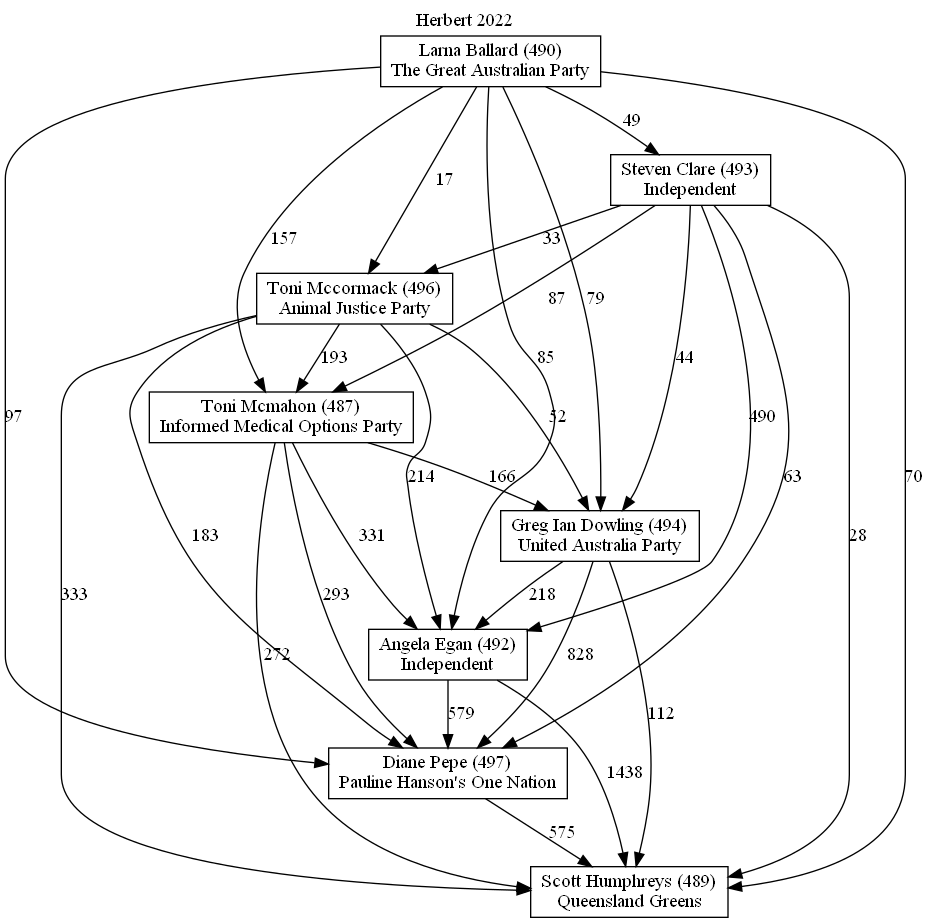 Herbert 2022
Larna Ballard (490)
The Great Australian Party
49
Steven Clare (493)
Independent
17
157
33
87
79
Toni Mccormack (496)
Animal Justice Party
193
85
44
Toni Mcmahon (487)
Informed Medical Options Party
97
52
490
214
166
63
70
Greg Ian Dowling (494)
United Australia Party
183
331
28
333
293
218
Angela Egan (492)
Independent
272
828
579
112
Diane Pepe (497)
Pauline Hanson's One Nation
1438
575
Scott Humphreys (489)
Queensland Greens